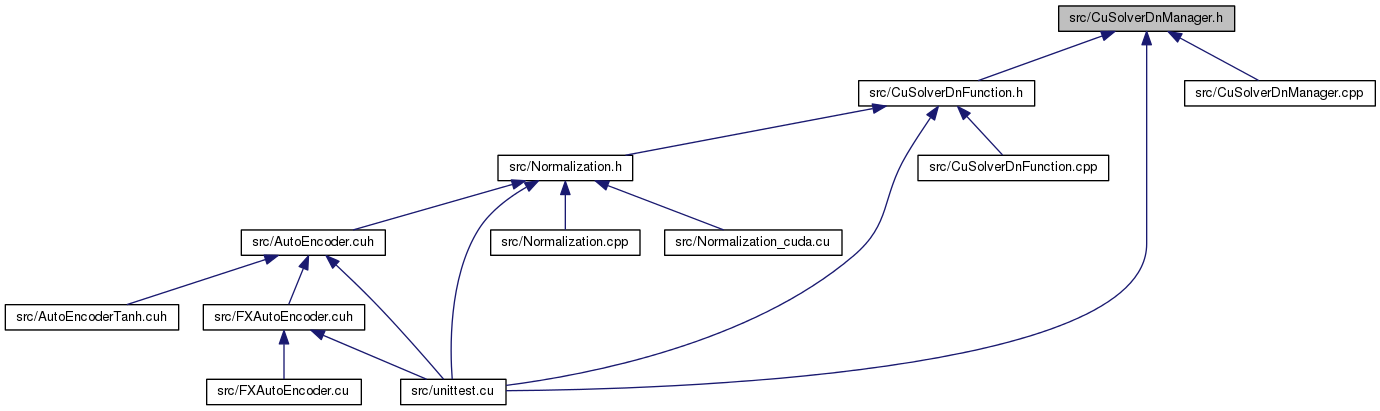 src/CuSolverDnManager.h
src/CuSolverDnFunction.h
src/CuSolverDnManager.cpp
src/Normalization.h
src/CuSolverDnFunction.cpp
src/AutoEncoder.cuh
src/Normalization.cpp
src/Normalization_cuda.cu
src/AutoEncoderTanh.cuh
src/FXAutoEncoder.cuh
src/FXAutoEncoder.cu
src/unittest.cu